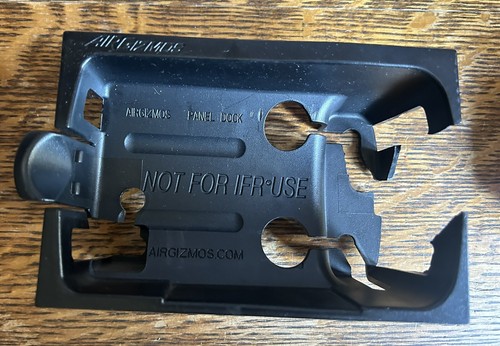 AIRGIZMOS
AIRGIZMOS PANEL DOCK
NOT FOR IFR USE
AIRGIZMOS.COM